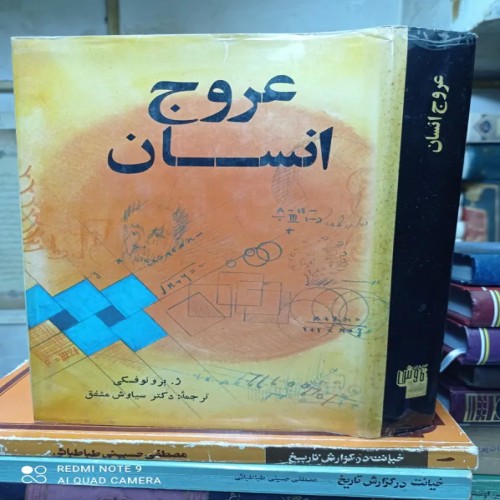 عروج
انسان
عروج انسان
ژ. برونوفسکی
ترجمهٔ: دکتر سیاوش مشفق
خیانت در گزارش تاریخ
مصطفی حسینی طباطبائی
خیانت در گزارش تاریخ
مصطفی حسینی طباطبائی
REDMI NOTE 9
AI QUAD CAMERA